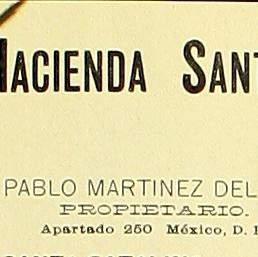 HACIENDA SANT
PABLO MARTINEZ DEL
PROPIETARIO.
Apartado 250 México, D.